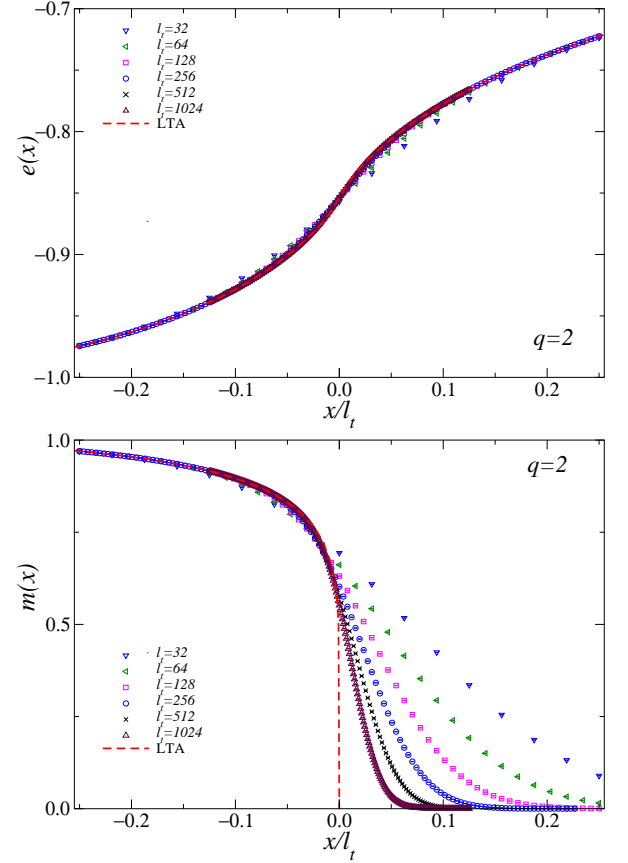 −0.7
l_t=32
l_t=64
l_t=128
l_t=256
l_t=512
l_t=1024
LTA
−0.8
e(x)
−0.9
q=2
−1.0
−0.2 −0.1 0.0 0.1 0.2
x/l_t
1.0
q=2
m(x)
0.5
l_t=32
l_t=64
l_t=128
l_t=256
l_t=512
l_t=1024
LTA
0.0
−0.2 −0.1 0.0 0.1 0.2
x/l_t